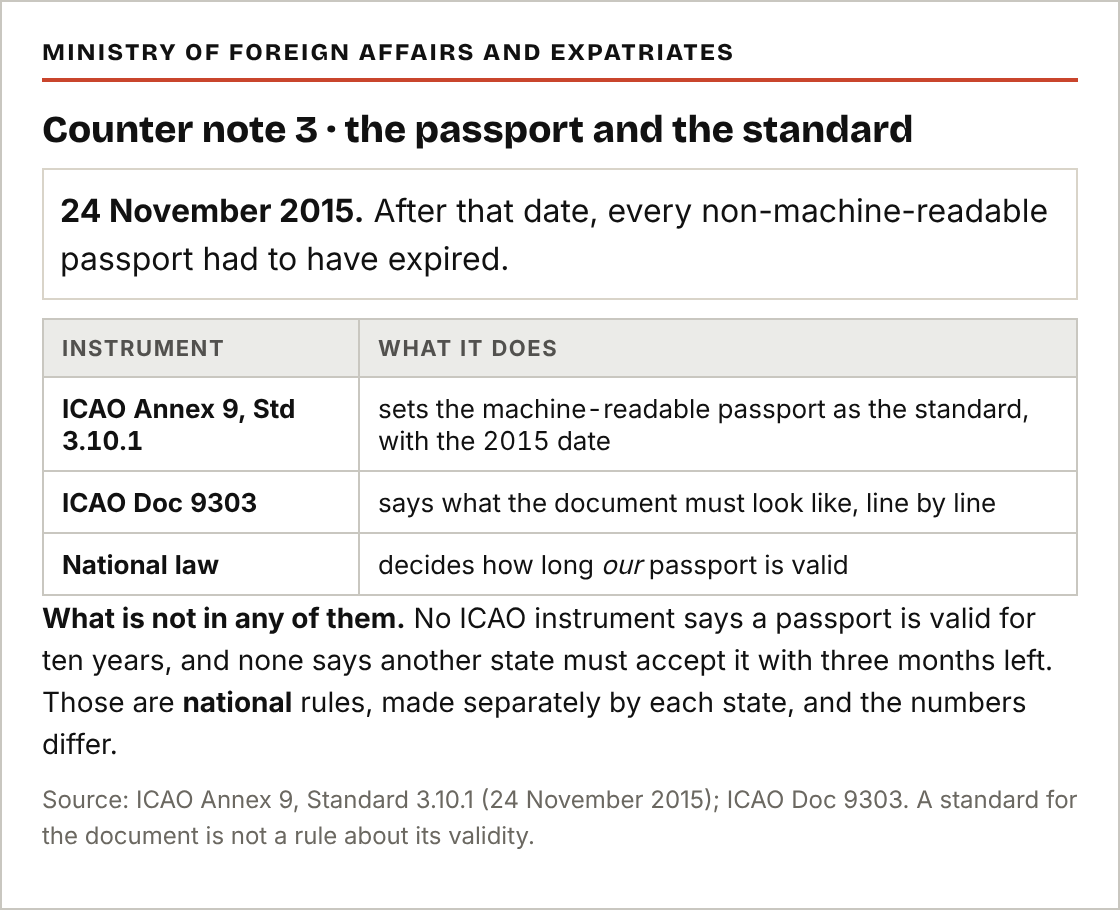 MINISTRY OF FOREIGN AFFAIRS AND EXPATRIATES
Counter note 3 · the passport and the standard
24 November 2015. After that date, every non-machine-readable
passport had to have expired.
INSTRUMENT
WHAT IT DOES
ICAO Annex 9, Std
3.10.1
sets the machine-readable passport as the standard,
with the 2015 date
ICAO Doc 9303
says what the document must look like, line by line
National law
decides how long our passport is valid
What is not in any of them. No ICAO instrument says a passport is valid for
ten years, and none says another state must accept it with three months left.
Those are national rules, made separately by each state, and the numbers
differ.
Source: ICAO Annex 9, Standard 3.10.1 (24 November 2015); ICAO Doc 9303. A standard for
the document is not a rule about its validity.